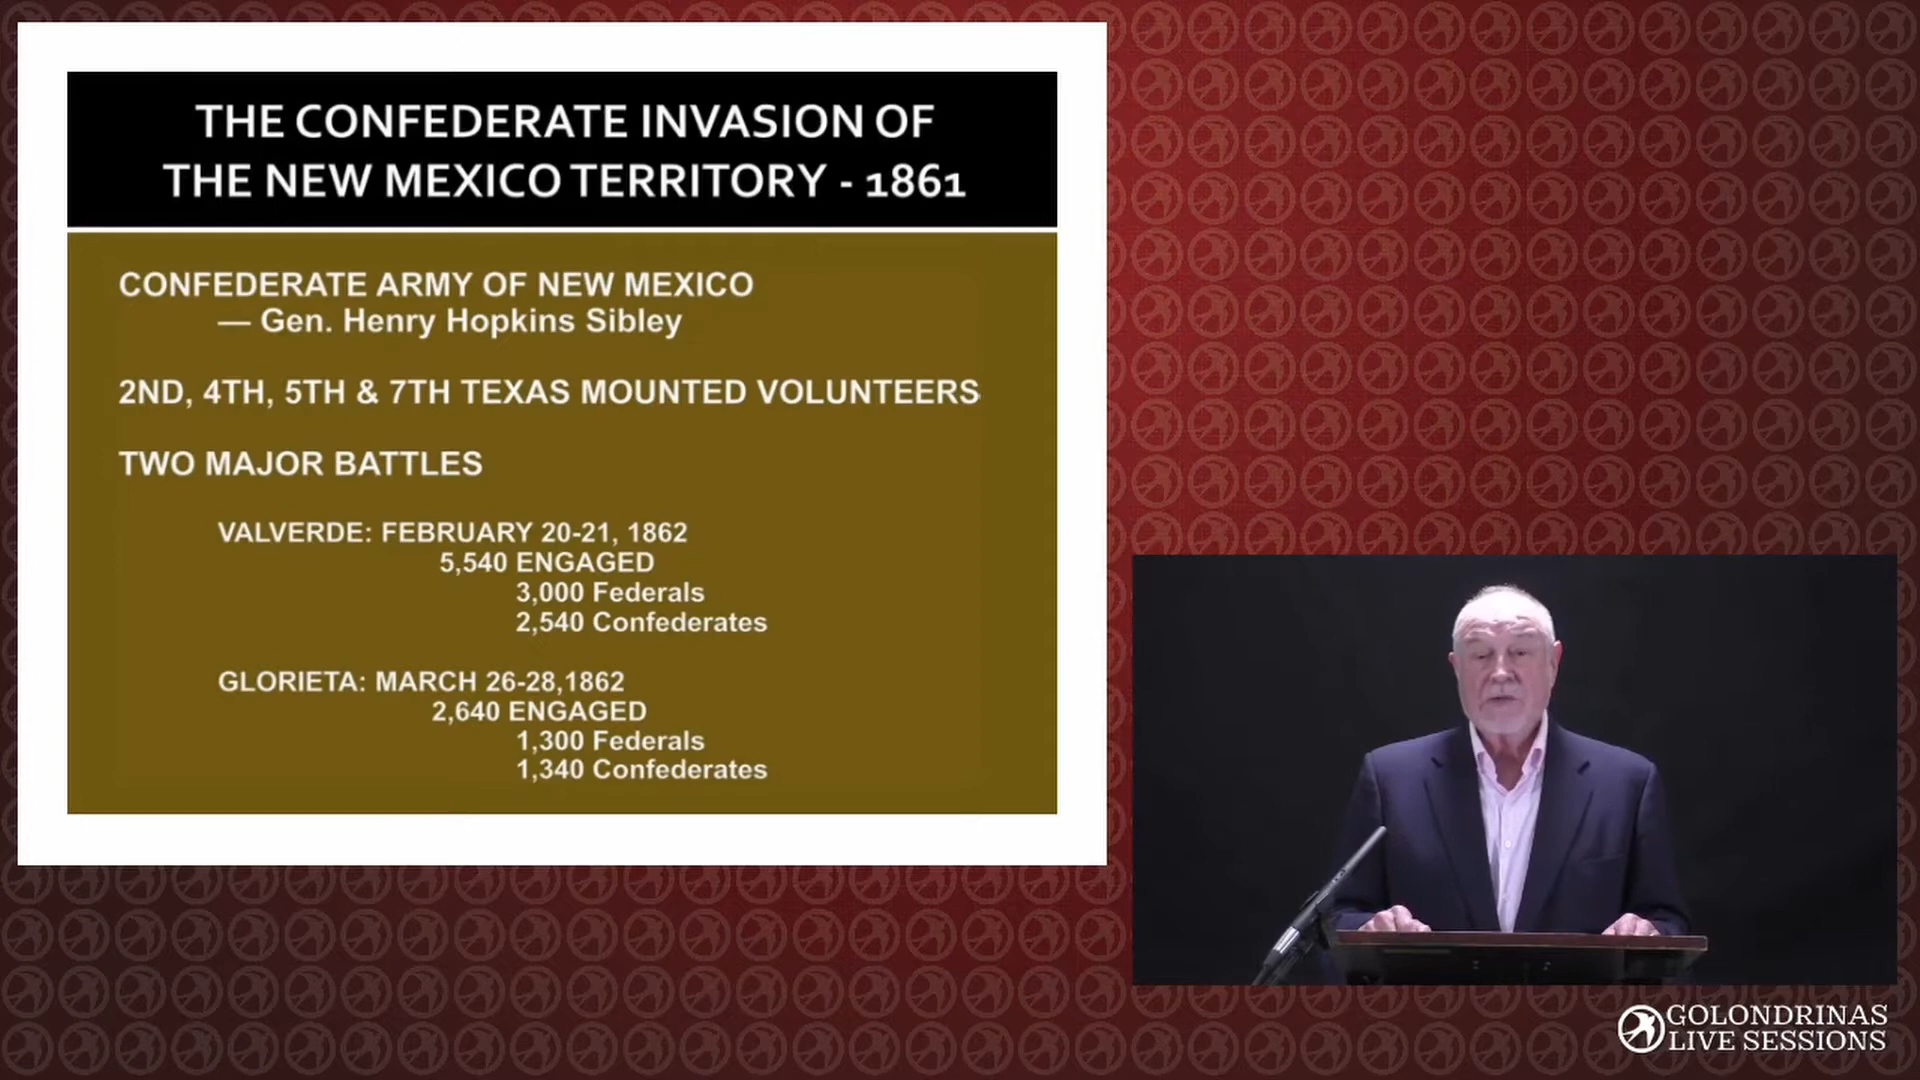 THE CONFEDERATE INVASION OF
THE NEW MEXICO TERRITORY - 1861
CONFEDERATE ARMY OF NEW MEXICO
— Gen. Henry Hopkins Sibley
2ND, 4TH, 5TH & 7TH TEXAS MOUNTED VOLUNTEERS
TWO MAJOR BATTLES
VALVERDE: FEBRUARY 20-21, 1862
5,540 ENGAGED
3,000 Federals
2,540 Confederates
GLORIETA: MARCH 26-28,1862
2,640 ENGAGED
1,300 Federals
1,340 Confederates
GOLONDRINAS
LIVE SESSIONS